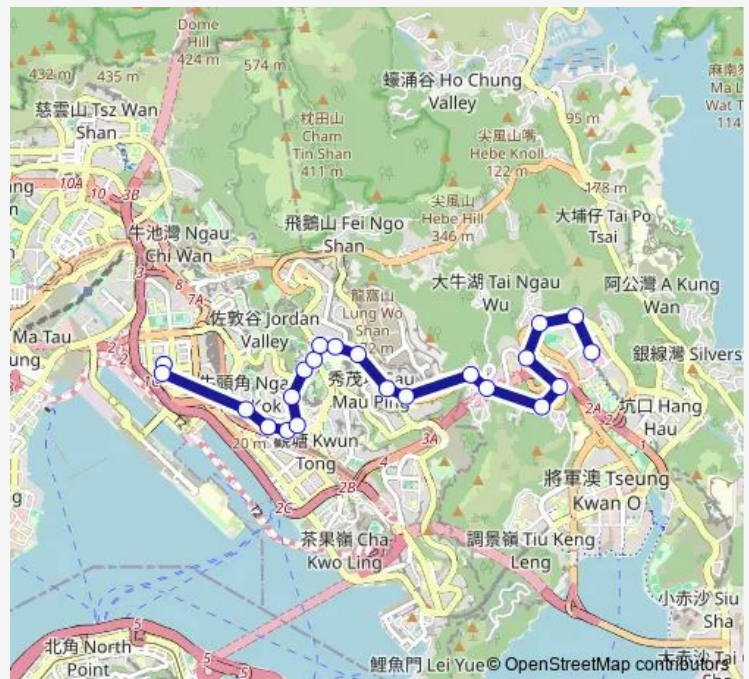 Dome
Hill
424 m
574 m
432 m
435 m
慈雲山 Tsz Wan
Shan
蠔涌谷 Ho Chung
Valley
枕田山
Cham
Tin Shan
411 m
尖風山嘴
Hebe Knoll
122 m
95 m
178 m
114
10A
10
3B
尖風山
Hebe Hill
346 m
大埔仔 Tai Po
Tsai
飛鵝山 Fei Ngo
Shan
牛池灣 Ngau
Chi Wan
3
8
7A
大牛湖 Tai Ngau
Wu
阿公灣 A Kung
Wan
龍窩山
Lung Wo
Shan
佐敦谷 Jordan
Valley
Ma Tau
銀線灣 Silvers
牛頭角 Nga
Kok
秀茂
Mau Ping
2A
坑口 Hang
Hau
1
20 m
觀塘 Kwun
Tong
3A
4
2B
2C
將軍澳 Tseung
Kwan O
茶果嶺 Cha
Kwo Ling
調景嶺 Tiu Keng
Leng
小赤沙 Siu
Sha
北角 North
Point
5
5
5
鯉魚門 Lei Yue
© OpenStreetMap contributors